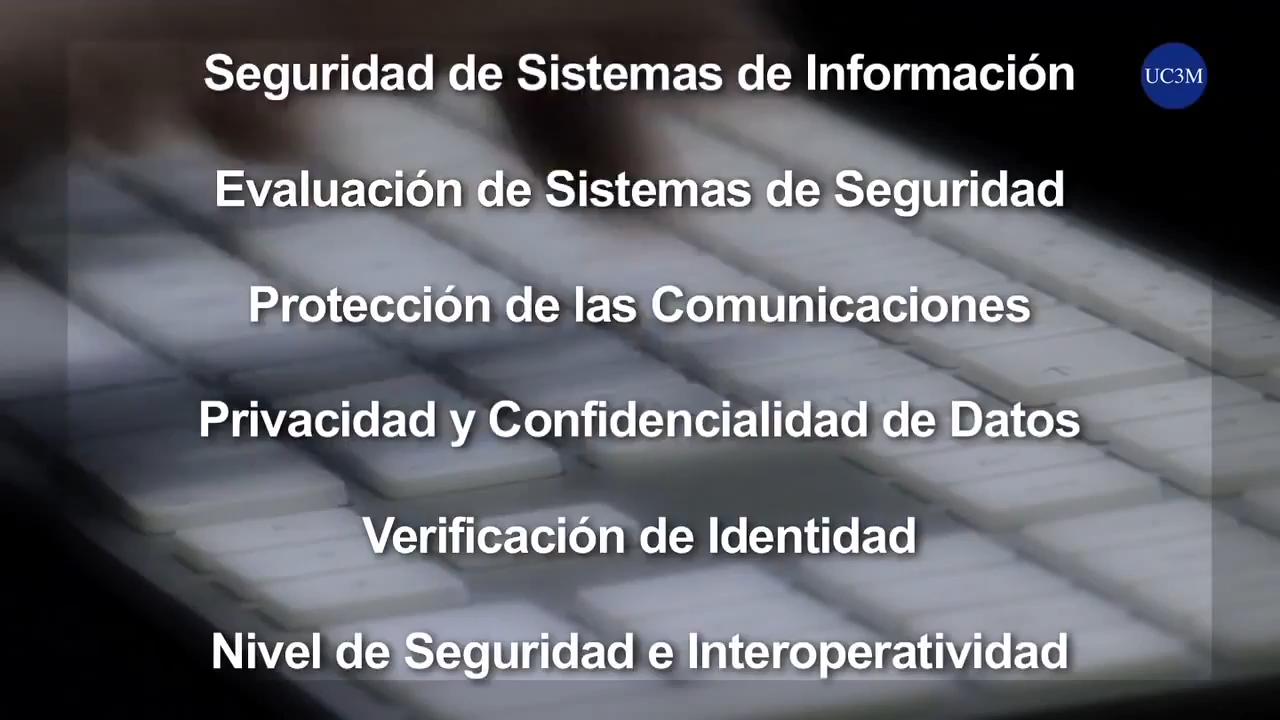 Seguridad de Sistemas de Información
UC3M
Evaluación de Sistemas de Seguridad
Protección de las Comunicaciones
Privacidad y Confidencialidad de Datos
Verificación de Identidad
Nivel de Seguridad e Interoperatividad